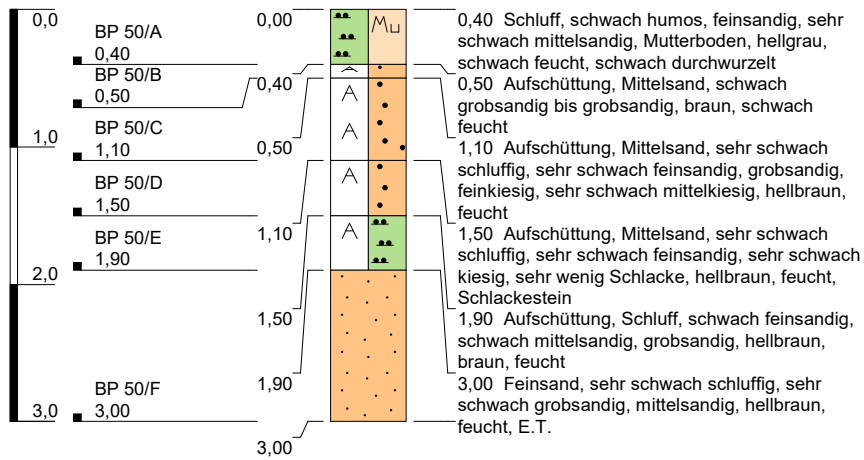 0,0
1,0
2,0
3,0
BP 50/A
0,40
BP 50/B
0,50
BP 50/C
1,10
BP 50/D
1,50
BP 50/E
1,90
BP 50/F
3,00
0,00
0,40
0,50
1,10
1,50
1,90
3,00
Mu
A
A
A
A
A
0,40 Schluff, schwach humos, feinsandig, sehr
schwach mittelsandig, Mutterboden, hellgrau,
schwach feucht, schwach durchwurzelt
0,50 Aufschüttung, Mittelsand, schwach
grobsandig bis grobsandig, braun, schwach
feucht
1,10 Aufschüttung, Mittelsand, sehr schwach
schluffig, sehr schwach feinsandig, grobsandig,
feinkiesig, sehr schwach mittelkiesig, hellbraun,
feucht
1,50 Aufschüttung, Mittelsand, sehr schwach
schluffig, sehr schwach feinsandig, sehr schwach
kiesig, sehr wenig Schlacke, hellbraun, feucht,
Schlackestein
1,90 Aufschüttung, Schluff, schwach feinsandig,
schwach mittelsandig, grobsandig, hellbraun,
braun, feucht
3,00 Feinsand, sehr schwach schluffig, sehr
schwach grobsandig, mittelsandig, hellbraun,
feucht, E.T.